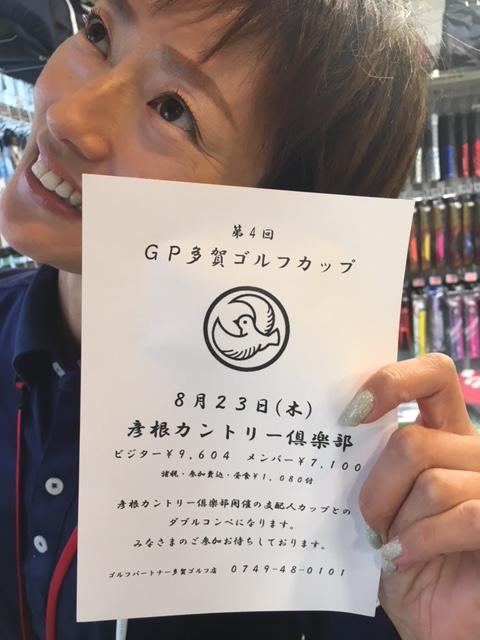 第4回
GP多賀ゴルフカップ
8月23日(木)
彦根カントリー倶楽部
ビジター¥9,604 メンバー¥7,100
諸税・参加費込・昼食¥1,080付
彦根カントリー倶楽部開催の支配人カップとの
ダブルコンペになります。
みなさまのご参加お待ちしております。
ゴルフパートナー多賀ゴルフ店 0749-48-0101